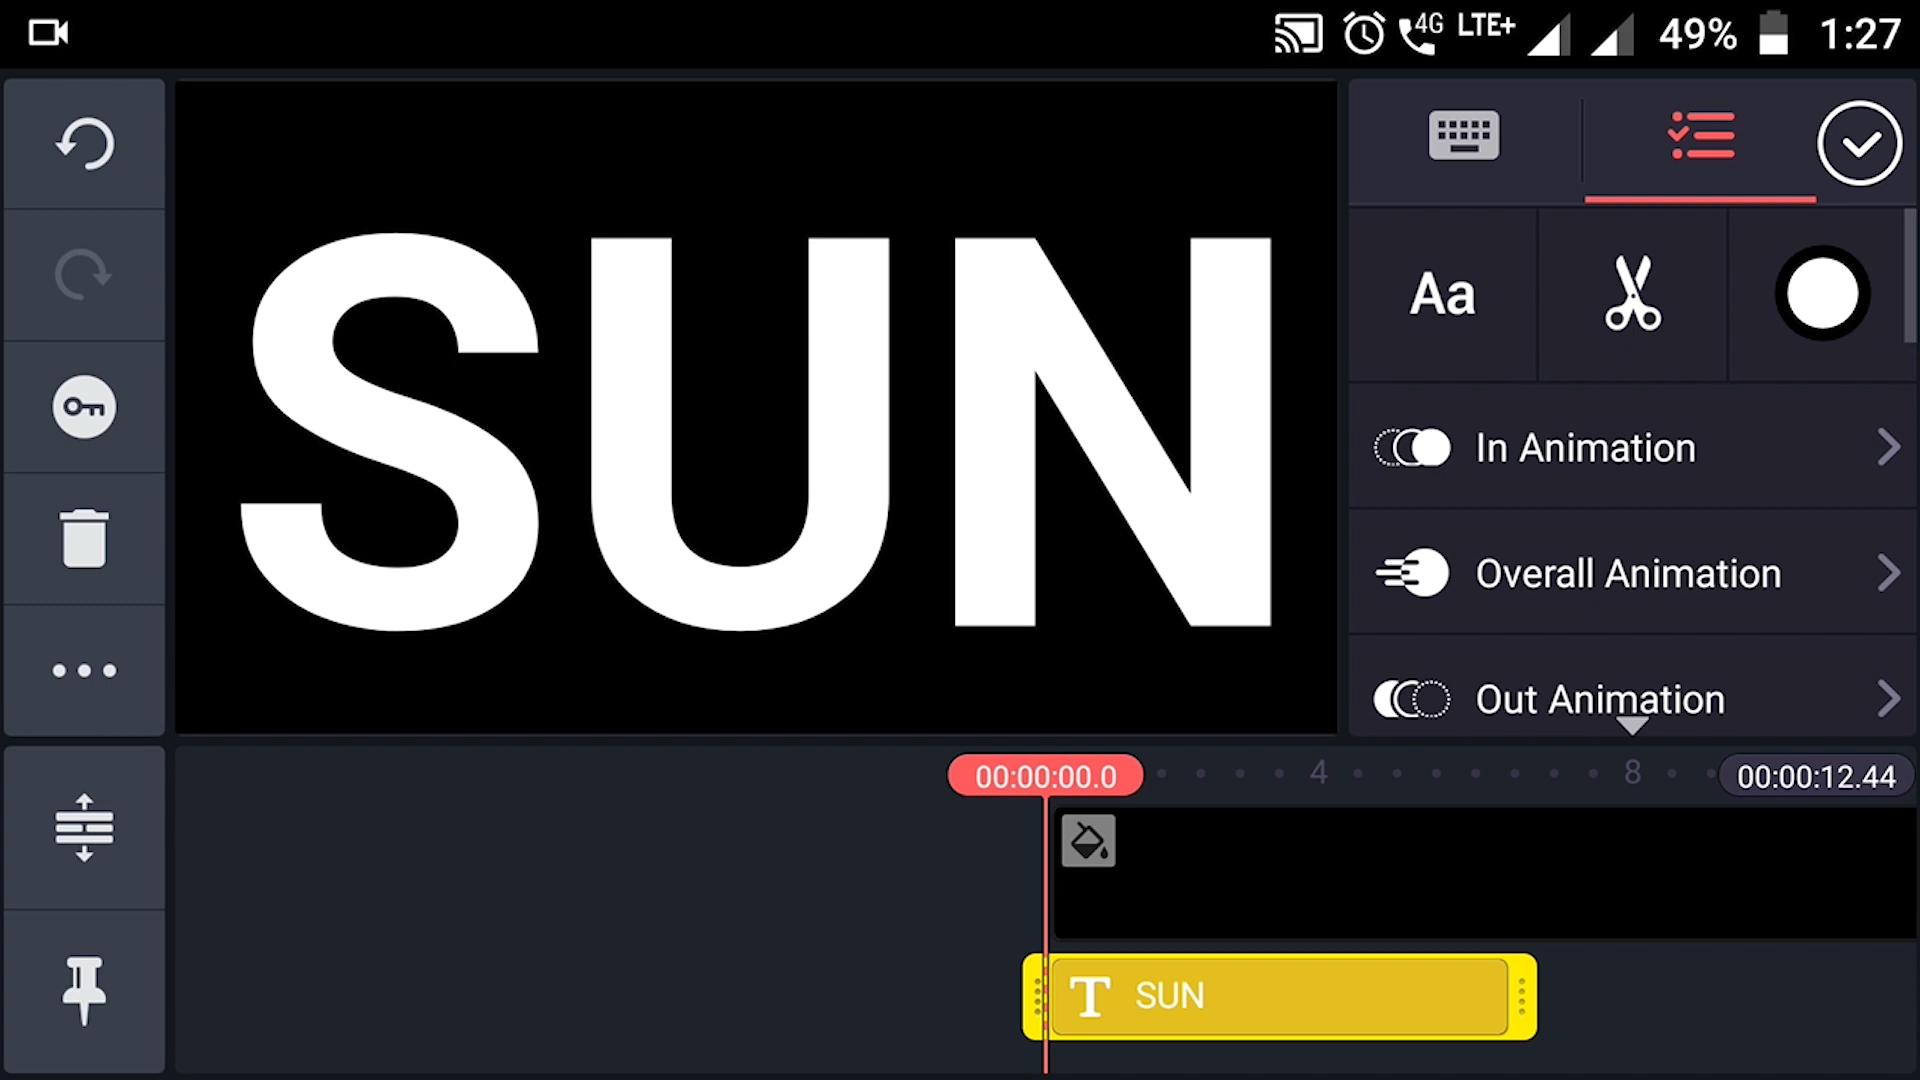 4G LTE+ 49% 1:27
SUN
Aa
In Animation
Overall Animation
Out Animation
00:00:00.0 4 8 00:00:12.44
T SUN